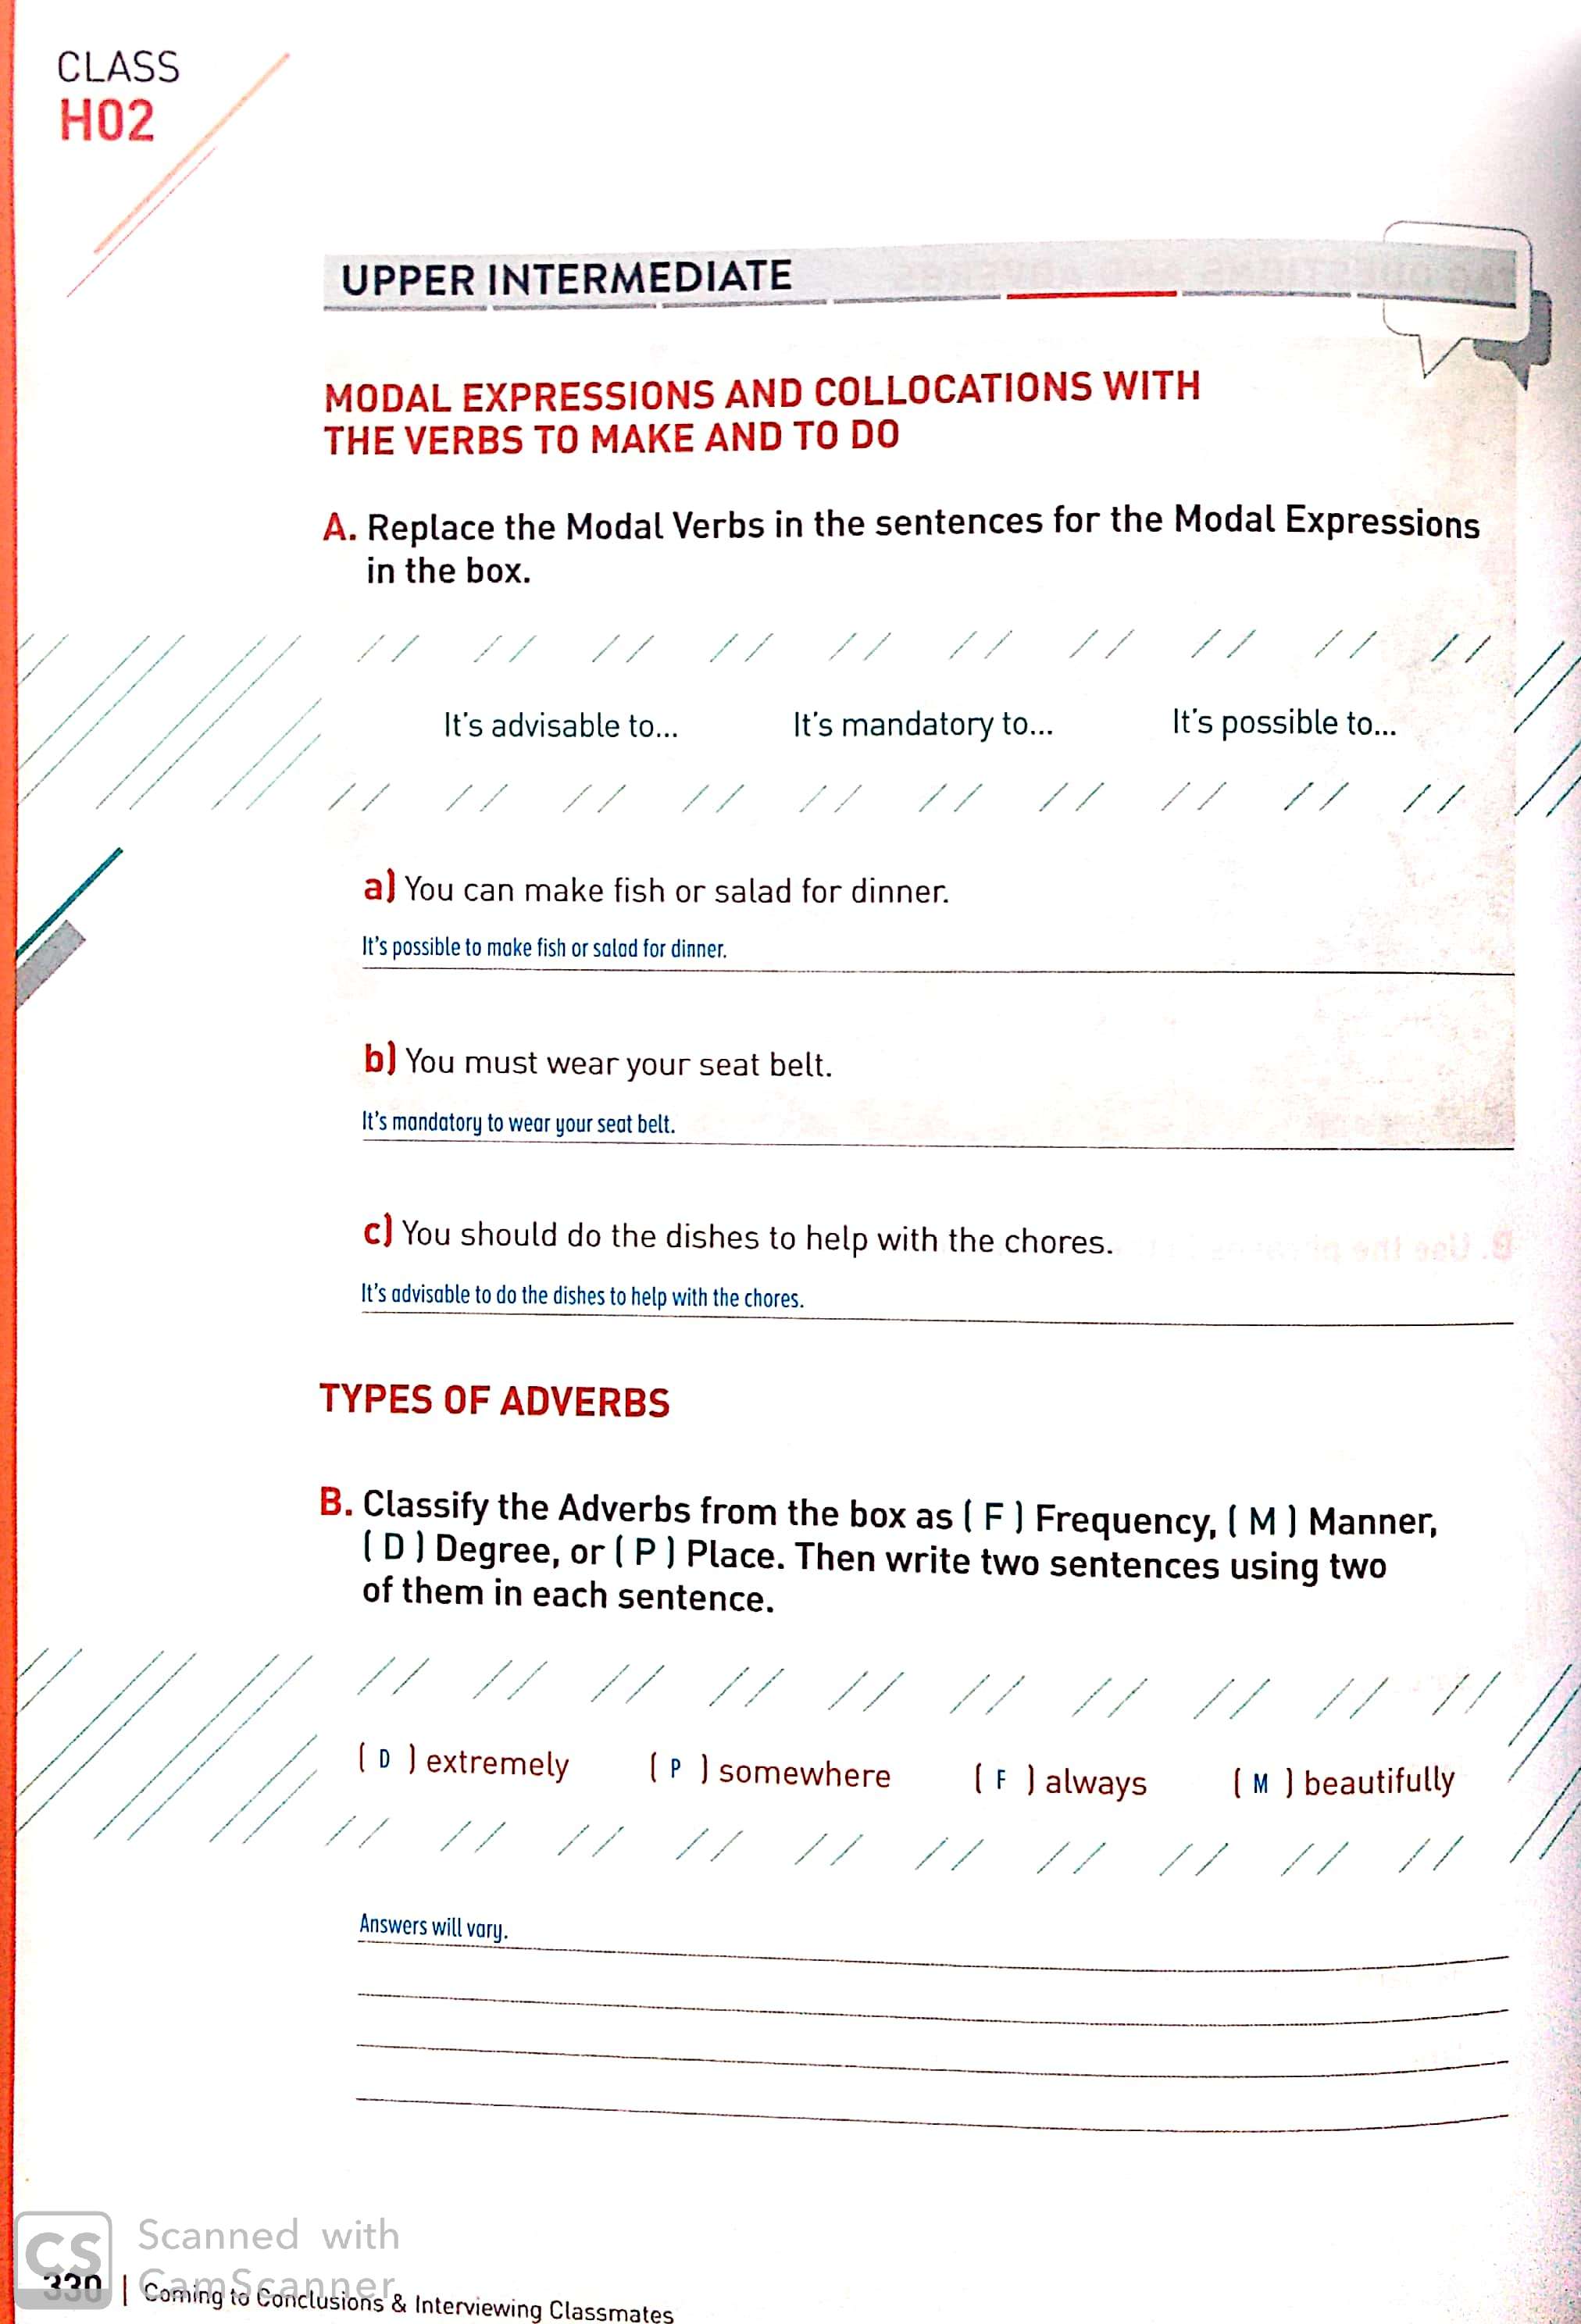 CLASS
H02
UPPER INTERMEDIATE
MODAL EXPRESSIONS AND COLLOCATIONS WITH
THE VERBS TO MAKE AND TO DO
A. Replace the Modal Verbs in the sentences for the Modal Expressions
in the box.
It's advisable to... It's mandatory to... It's possible to...
a) You can make fish or salad for dinner.
It's possible to make fish or salad for dinner.
b) You must wear your seat belt.
It's mandatory to wear your seat belt.
c) You should do the dishes to help with the chores.
It's advisable to do the dishes to help with the chores.
TYPES OF ADVERBS
B. Classify the Adverbs from the box as ( F ) Frequency, ( M ) Manner,
( D ) Degree, or ( P ) Place. Then write two sentences using two
of them in each sentence.
( D ) extremely ( P ) somewhere ( F ) always ( M ) beautifully
Answers will vary.
CS Scanned with
CamScanner
330 | Coming to Conclusions & Interviewing Classmates